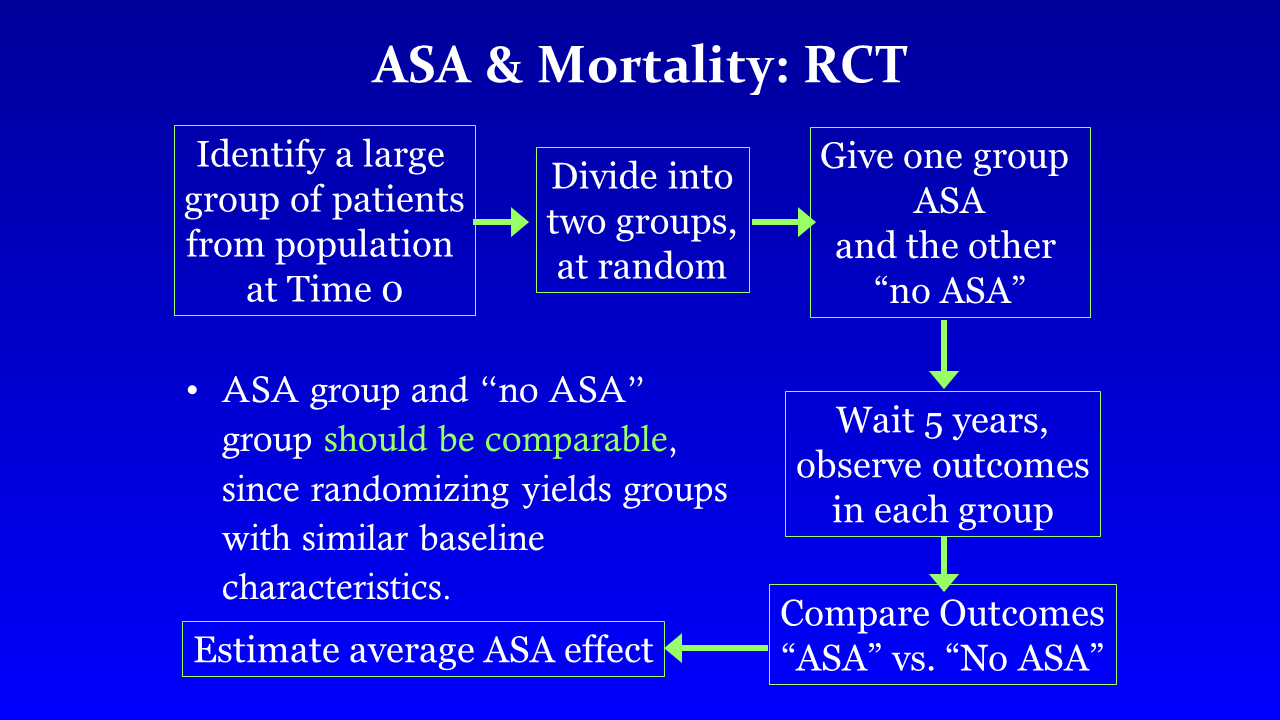 ASA & Mortality: RCT
Identify a large
group of patients
from population
at Time 0
Divide into
two groups,
at random
Give one group
ASA
and the other
“no ASA”
• ASA group and “no ASA”
group should be comparable,
since randomizing yields groups
with similar baseline
characteristics.
Wait 5 years,
observe outcomes
in each group
Compare Outcomes
“ASA” vs. “No ASA”
Estimate average ASA effect